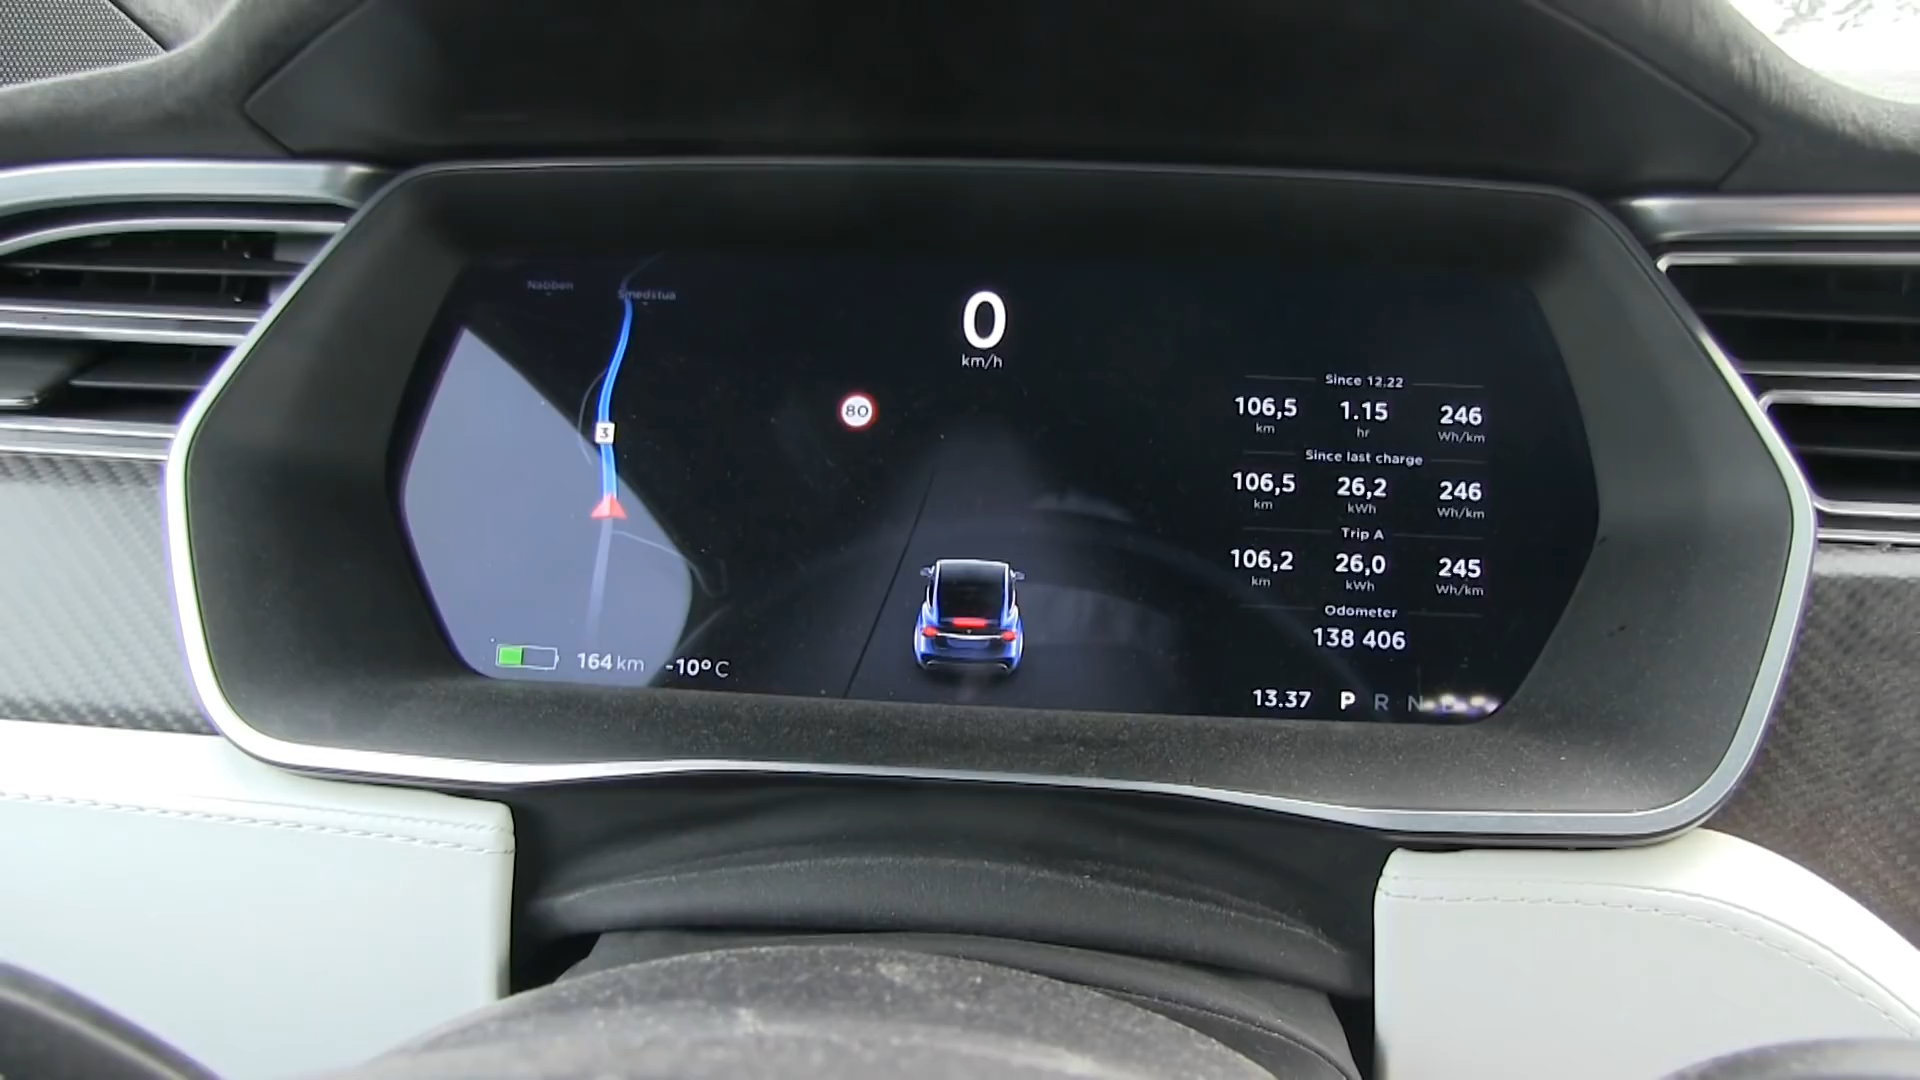 Nabben
Smedstua
0
km/h
80
3
Since 12.22
106,5 1.15 246
km hr Wh/km
Since last charge
106,5 26,2 246
km kWh Wh/km
Trip A
106,2 26,0 245
km kWh Wh/km
Odometer
138 406
164 km -10°C
13.37 P R N